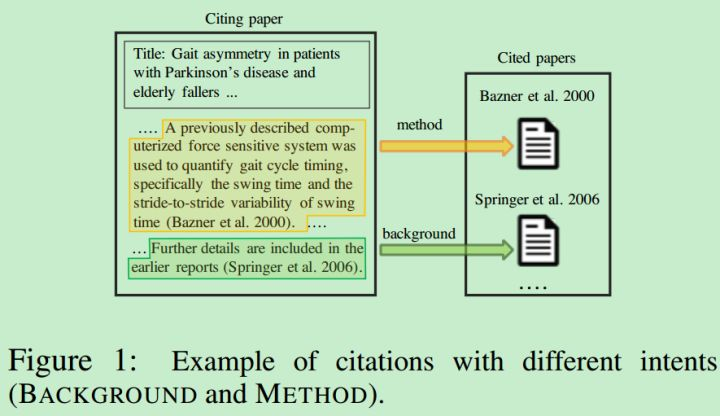 Citing paper
Title: Gait asymmetry in patients
with Parkinson's disease and
elderly fallers ...
.... A previously described comp-
uterized force sensitive system was
used to quantify gait cycle timing,
specifically the swing time and the
stride-to-stride variability of swing
time (Bazner et al. 2000). ....
... Further details are included in the
earlier reports (Springer et al. 2006).
method
background
Cited papers
Bazner et al. 2000
Springer et al. 2006
....
Figure 1: Example of citations with different intents
(BACKGROUND and METHOD).